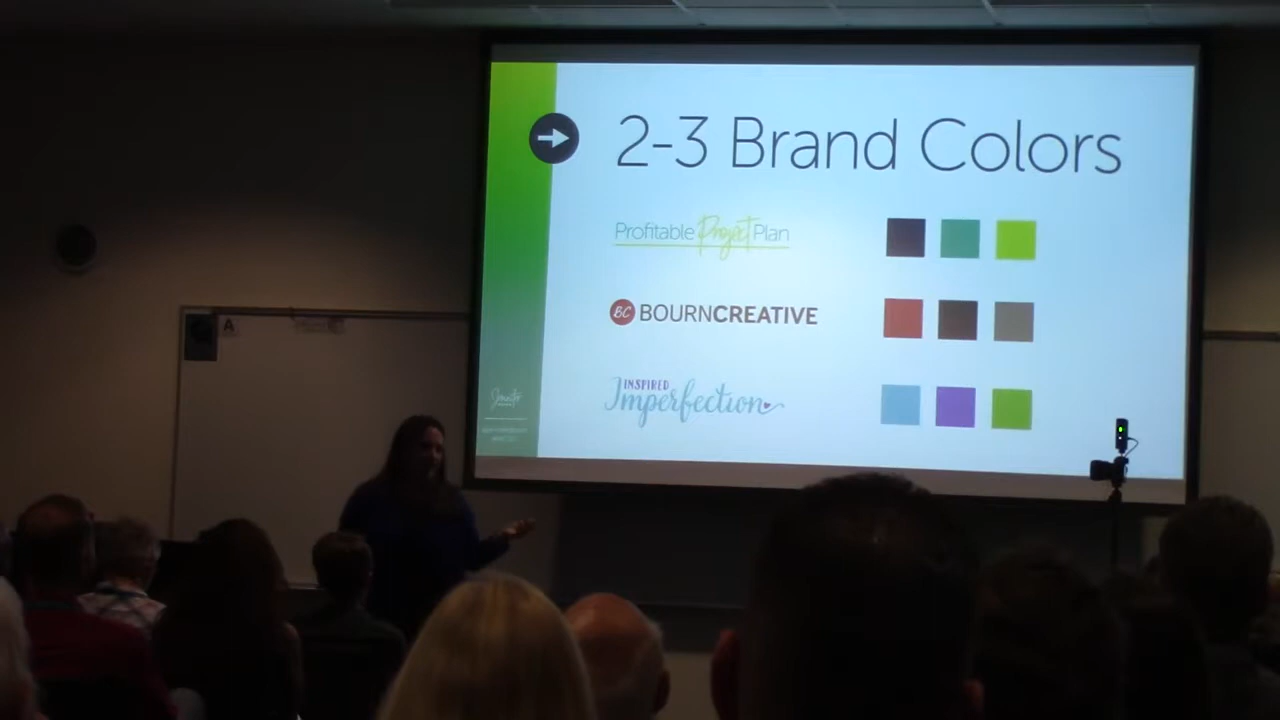 2-3 Brand Colors
Profitable Project Plan
BC BOURNCREATIVE
INSPIRED
Imperfection
A